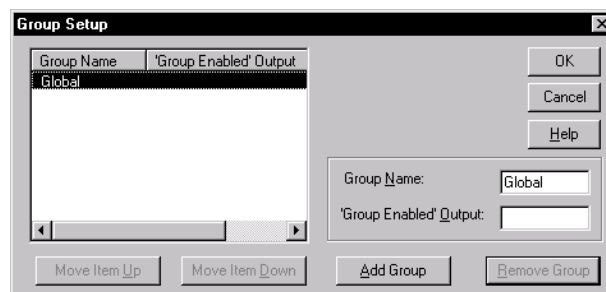 Group Setup
Group Name 'Group Enabled' Output
Global
OK
Cancel
Help
Group Name: Global
'Group Enabled' Output:
Move Item Up Move Item Down Add Group Remove Group